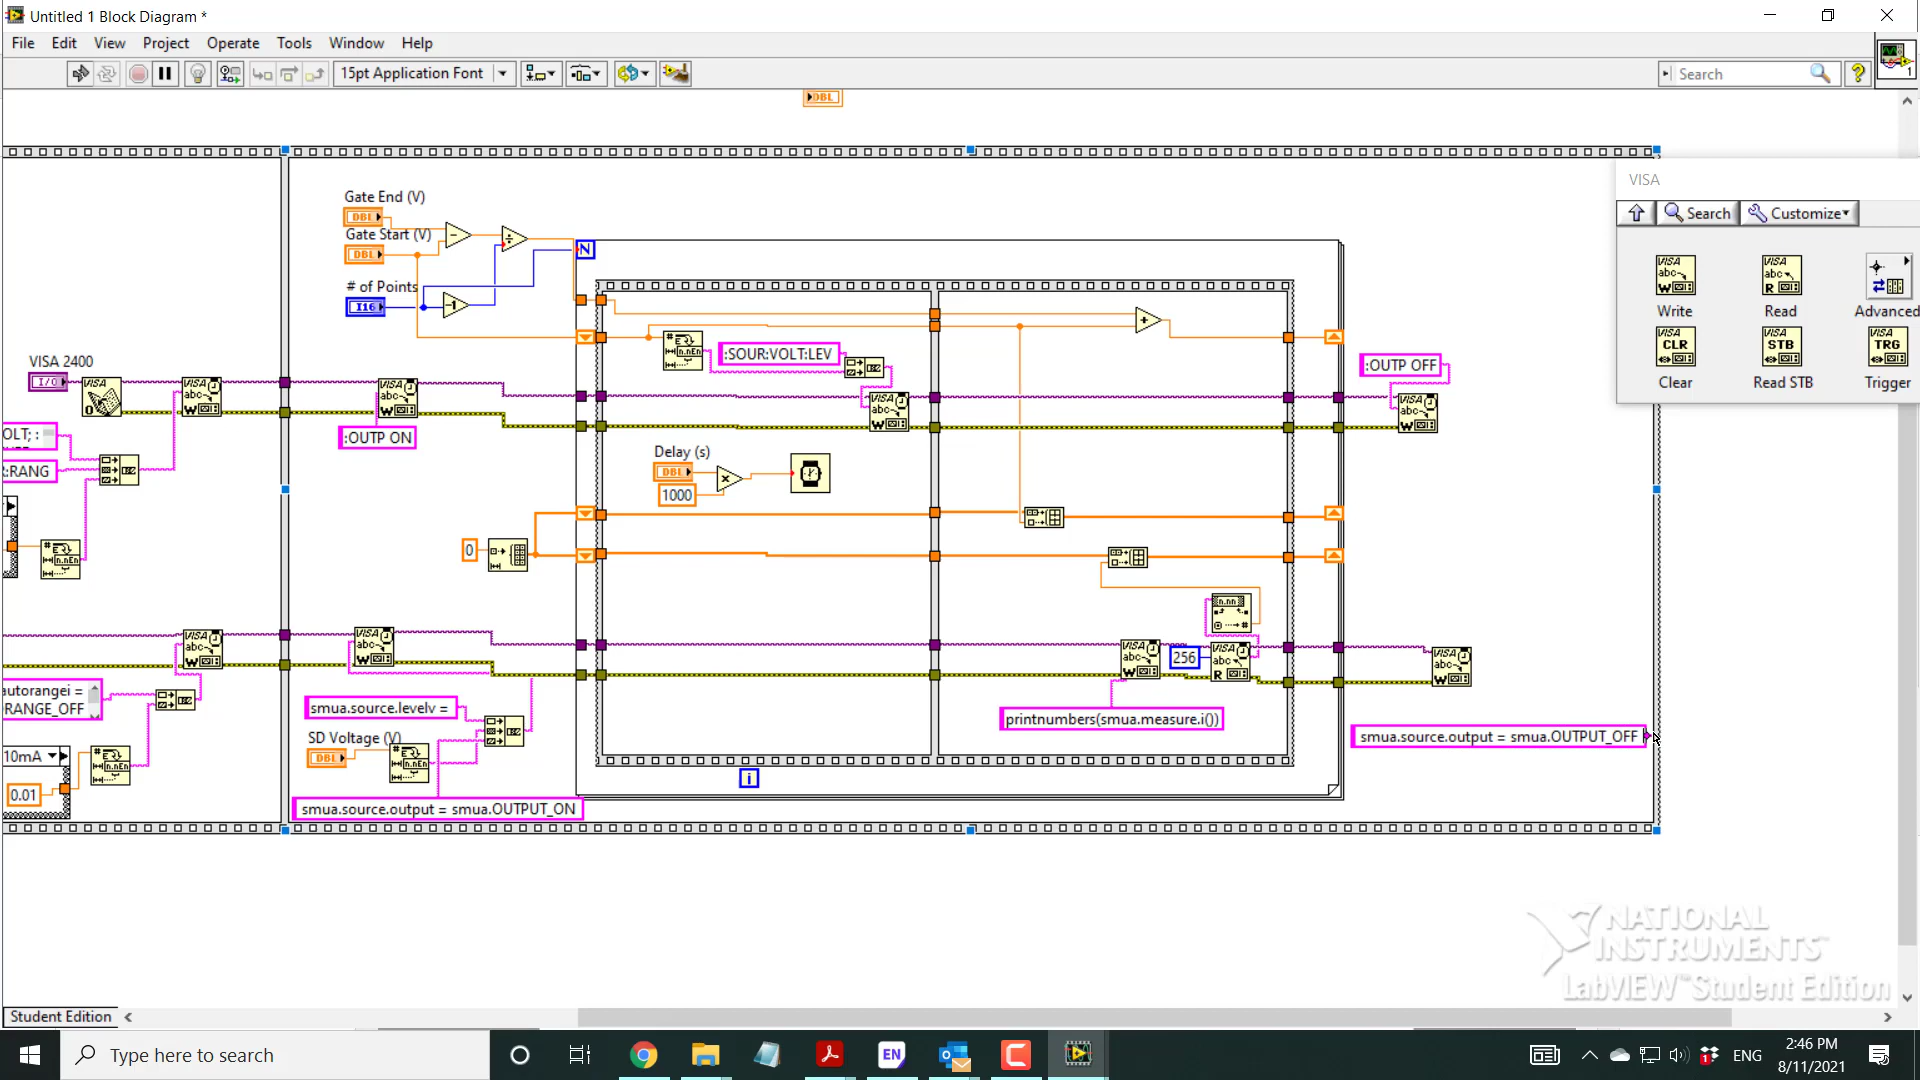 Untitled 1 Block Diagram *
File Edit View Project Operate Tools Window Help
15pt Application Font
Search
?
1
DBL
VISA
Search Customize
Write Read Advanced
Clear Read STB Trigger
Gate End (V)
DBL
Gate Start (V)
DBL
# of Points
I16
N
VISA 2400
I/O
:SOUR:VOLT:LEV
:OUTP OFF
:OUTP ON
OLT; :
:RANG
Delay (s)
DBL
1000
0
256
autorangei =
RANGE_OFF
smua.source.levelv =
SD Voltage (V)
DBL
printnumbers(smua.measure.i())
smua.source.output = smua.OUTPUT_OFF
10mA
0.01
i
smua.source.output = smua.OUTPUT_ON
NATIONAL
INSTRUMENTS™
LabVIEW™ Student Edition
Student Edition
Type here to search
EN
ENG
2:46 PM
8/11/2021